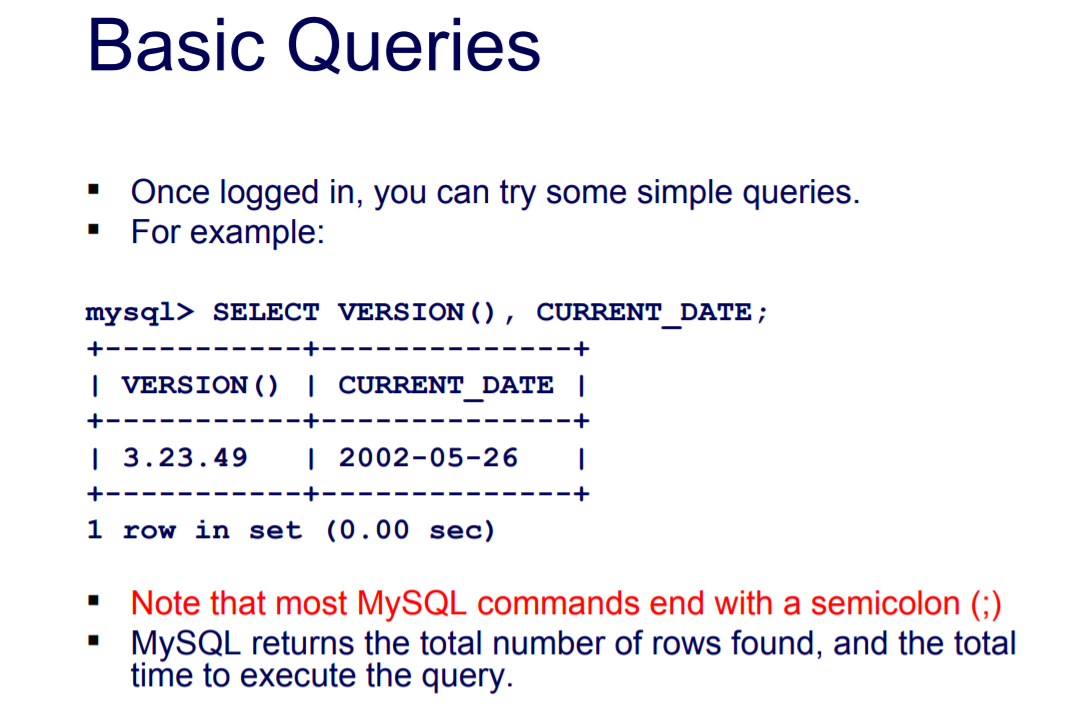 Basic Queries
▪ Once logged in, you can try some simple queries.
▪ For example:
mysql> SELECT VERSION(), CURRENT_DATE;
+-----------+--------------+
| VERSION() | CURRENT_DATE |
+-----------+--------------+
| 3.23.49   | 2002-05-26   |
+-----------+--------------+
1 row in set (0.00 sec)
▪ Note that most MySQL commands end with a semicolon (;)
▪ MySQL returns the total number of rows found, and the total
time to execute the query.